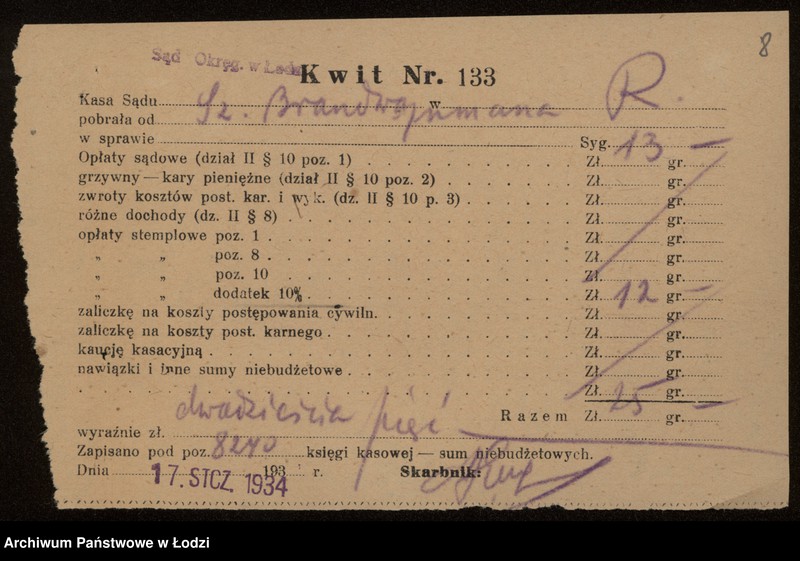 8
Sąd Okręg. w Łodzi
Kwit Nr. 133
Kasa Sądu w R.
pobrała od Sz. Brandwajnmana
w sprawie Syg.
Opłaty sądowe (dział II § 10 poz. 1) Zł. 13 gr. —
grzywny — kary pieniężne (dział II § 10 poz. 2) Zł. gr.
zwroty kosztów post. kar. i wyk. (dz. II § 10 p. 3) Zł. gr.
różne dochody (dz. II § 8) Zł. gr.
opłaty stemplowe poz. 1 Zł. gr.
„ „ poz. 8 Zł. gr.
„ „ poz. 10 Zł. gr.
„ „ dodatek 10% Zł. gr.
zaliczkę na koszty postępowania cywiln. Zł. 12 gr. —
zaliczkę na koszty post. karnego Zł. gr.
kaucję kasacyjną Zł. gr.
nawiązki i inne sumy niebudżetowe Zł. gr.
Zł. gr.
Razem Zł. 25 gr. —
wyraźnie zł. dwadzieścia pięć —
Zapisano pod poz. 8240 księgi kasowej — sum niebudżetowych.
Dnia 17. STCZ. 1934 193 r. Skarbnik:
Archiwum Państwowe w Łodzi